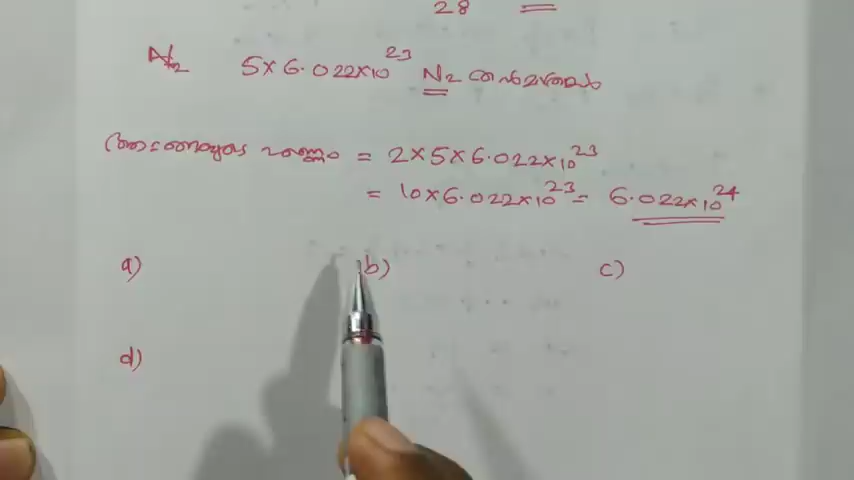 28
N₂ 5×6.022×10²³ N₂ തന്മാത്രകൾ
ആറ്റങ്ങളുടെ എണ്ണം = 2×5×6.022×10²³
= 10×6.022×10²³ = 6.022×10²⁴
a) b) c)
d)